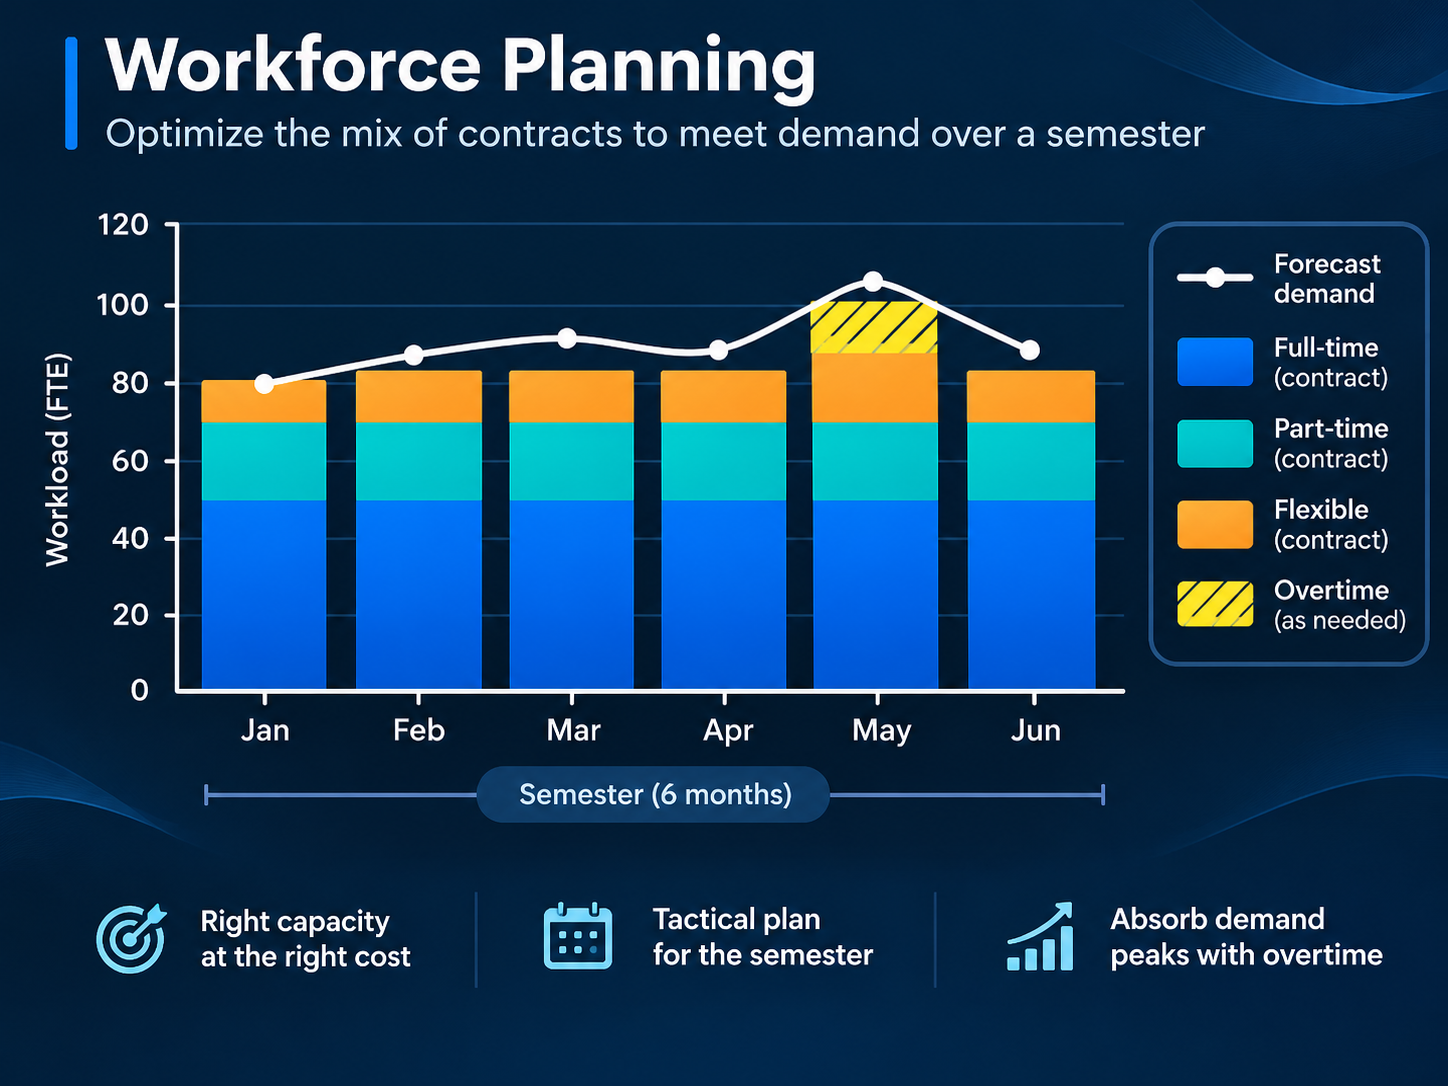 Workforce Planning
Optimize the mix of contracts to meet demand over a semester
Workload (FTE)
120
100
80
60
40
20
0
Jan
Feb
Mar
Apr
May
Jun
Semester (6 months)
Forecast
demand
Full-time
(contract)
Part-time
(contract)
Flexible
(contract)
Overtime
(as needed)
Right capacity
at the right cost
Tactical plan
for the semester
Absorb demand
peaks with overtime